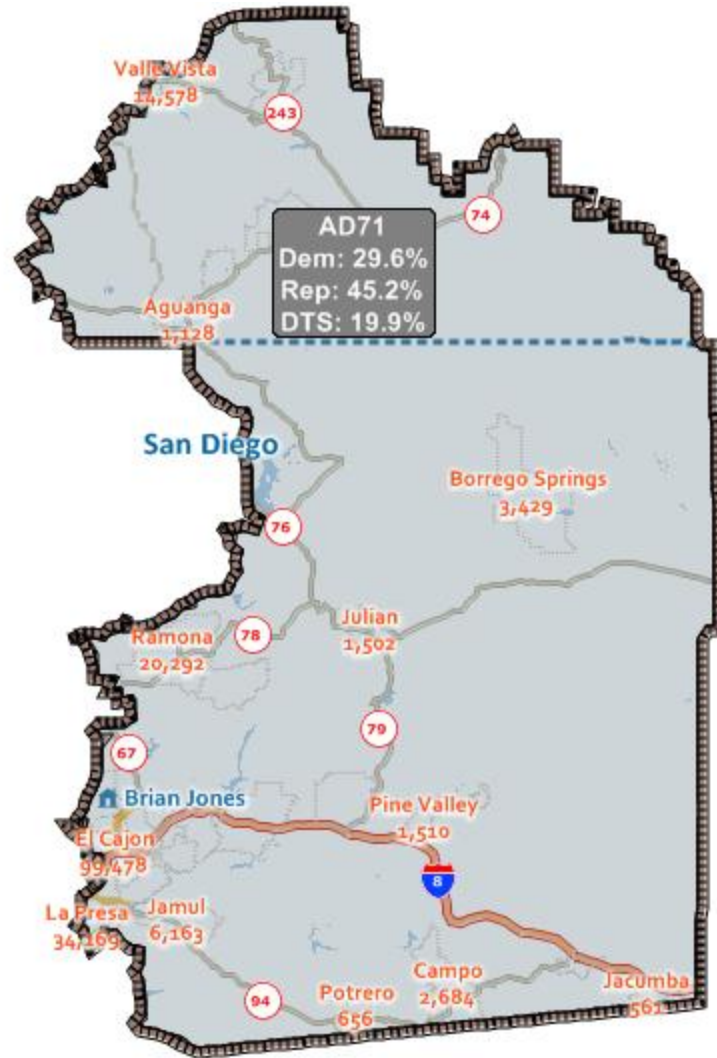 Valle Vista
14,578
243
74
AD71
Dem: 29.6%
Rep: 45.2%
DTS: 19.9%
Aguanga
1,128
San Diego
Borrego Springs
3,429
76
Julian
1,502
78
Ramona
20,292
79
67
Brian Jones
Pine Valley
1,510
El Cajon
99,478
8
La Presa
34,169
Jamul
6,163
Campo
2,684
Jacumba
561
94
Potrero
656